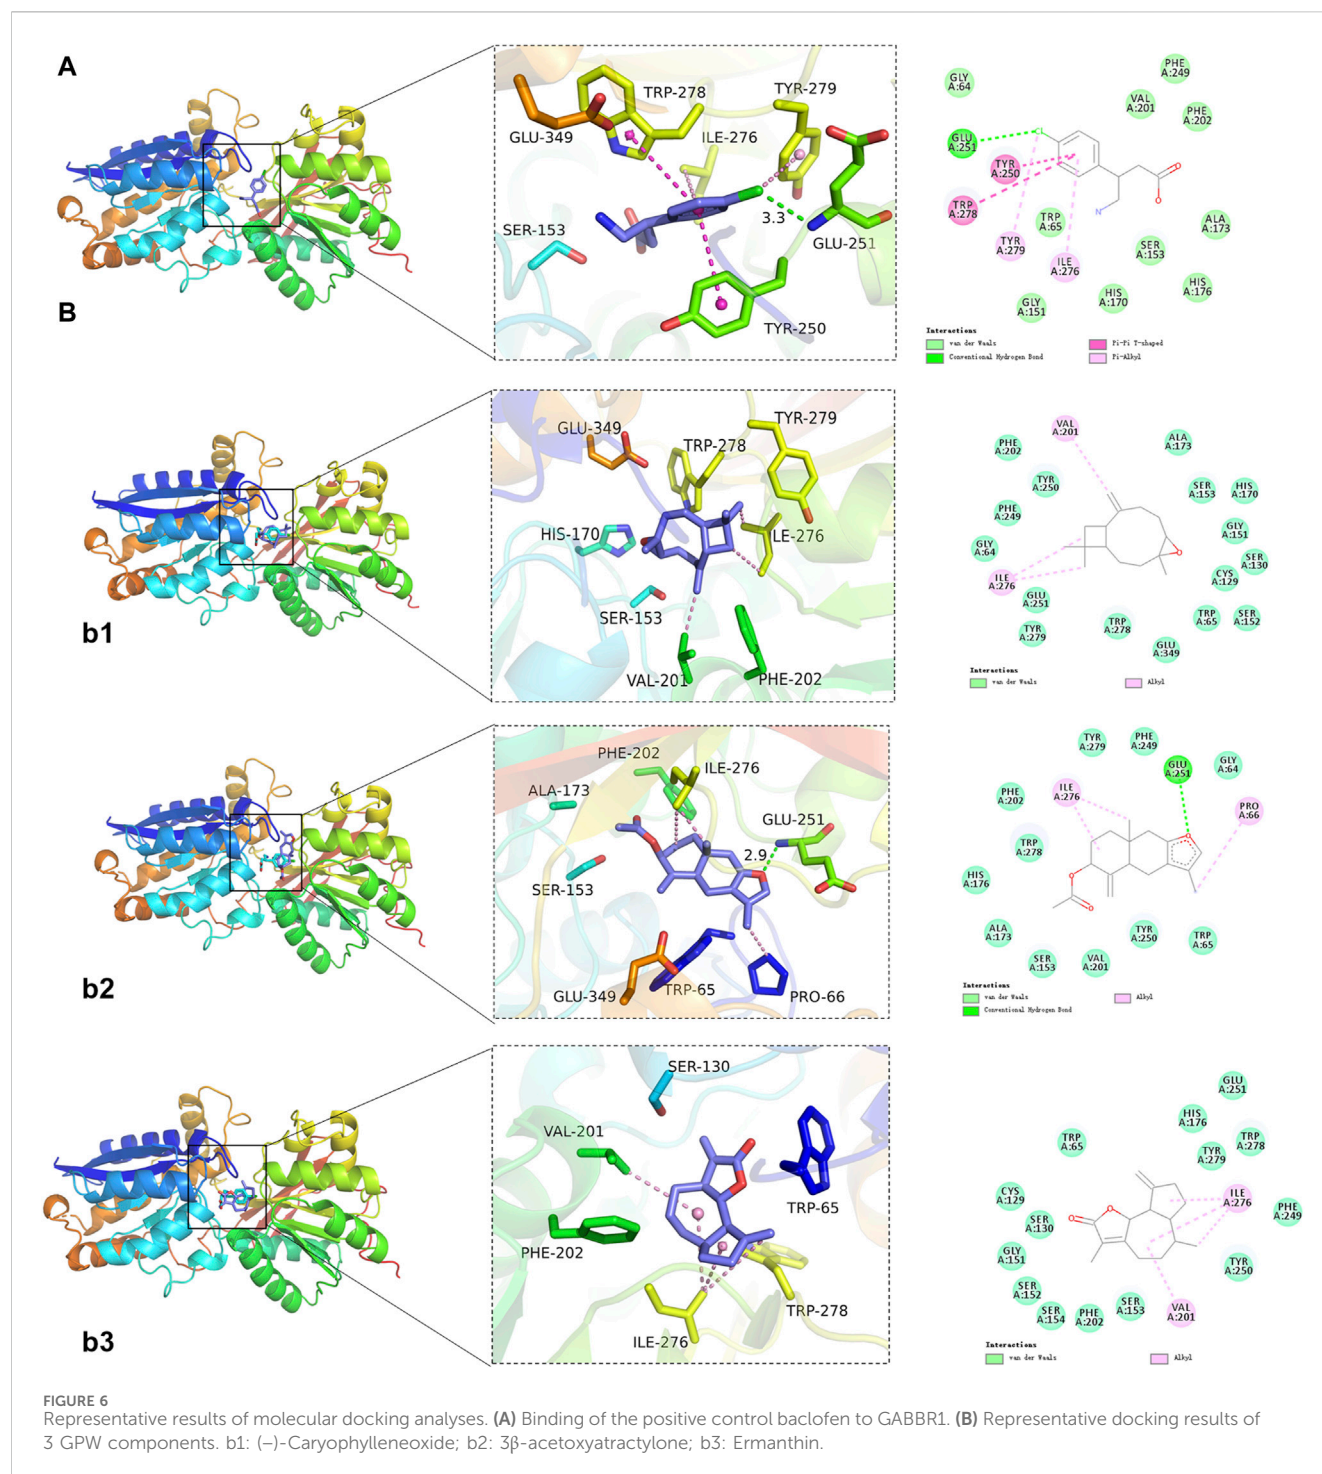 A
TRP-278
TYR-279
GLU-349
ILE-276
SER-153
3.3
GLU-251
TYR-250
GLY
A:64
PHE
A:249
VAL
A:201
PHE
A:202
GLU
A:251
Cl
TYR
A:250
TRP
A:278
TRP
A:65
TYR
A:279
ILE
A:276
SER
A:153
ALA
A:173
HIS
A:176
HIS
A:170
GLY
A:151
O
O
N
Interactions
van der Waals
Conventional Hydrogen Bond
Pi-Pi T-shaped
Pi-Alkyl
B
b1
GLU-349
TRP-278
TYR-279
HIS-170
ILE-276
SER-153
VAL-201
PHE-202
VAL
A:201
PHE
A:202
ALA
A:173
TYR
A:250
SER
A:153
HIS
A:170
PHE
A:249
GLY
A:151
GLY
A:64
SER
A:130
CYS
A:129
ILE
A:276
GLU
A:251
TYR
A:279
TRP
A:278
TRP
A:65
SER
A:152
GLU
A:349
O
Interactions
van der Waals
Alkyl
b2
PHE-202
ILE-276
ALA-173
GLU-251
2.9
SER-153
GLU-349
TRP-65
PRO-66
TYR
A:279
PHE
A:249
GLU
A:251
GLY
A:64
PHE
A:202
ILE
A:276
PRO
A:66
TRP
A:278
HIS
A:176
ALA
A:173
SER
A:153
VAL
A:201
TYR
A:250
TRP
A:65
O
O
O
Interactions
van der Waals
Conventional Hydrogen Bond
Alkyl
b3
SER-130
VAL-201
TRP-65
PHE-202
TRP-278
ILE-276
GLU
A:251
HIS
A:176
TRP
A:65
TYR
A:279
TRP
A:278
CYS
A:129
SER
A:130
ILE
A:276
PHE
A:249
GLY
A:151
TYR
A:250
SER
A:152
SER
A:154
PHE
A:202
SER
A:153
VAL
A:201
O
O
Interactions
van der Waals
Alkyl
FIGURE 6
Representative results of molecular docking analyses. (A) Binding of the positive control baclofen to GABBR1. (B) Representative docking results of
3 GPW components. b1: (−)-Caryophylleneoxide; b2: 3β-acetoxyatractylone; b3: Ermanthin.